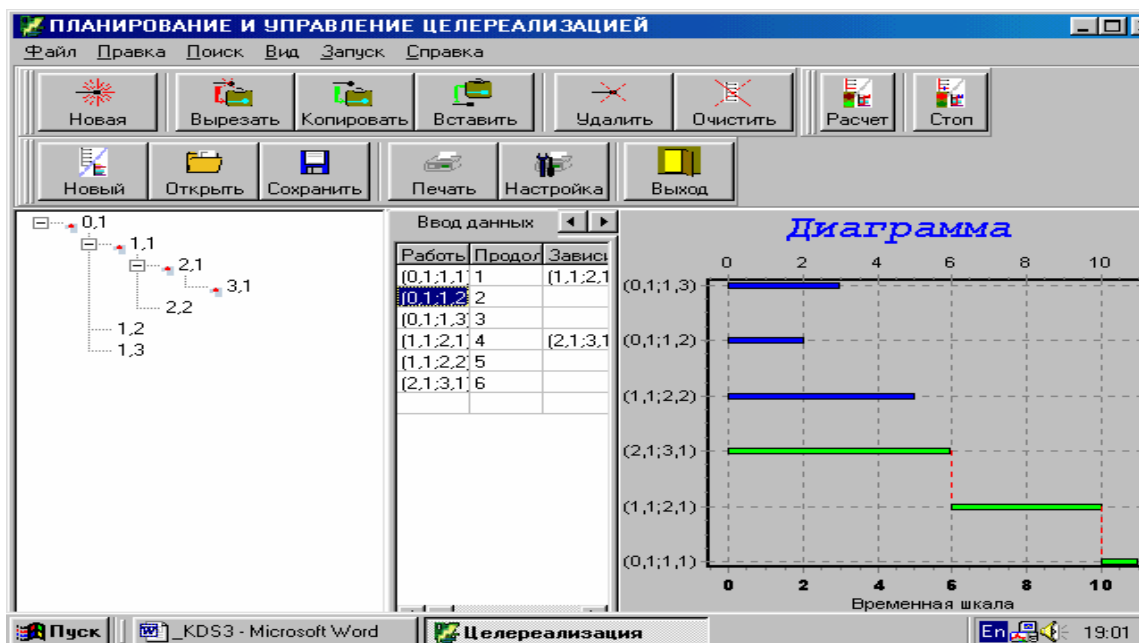 ПЛАНИРОВАНИЕ И УПРАВЛЕНИЕ ЦЕЛЕРЕАЛИЗАЦИЕЙ
Файл Правка Поиск Вид Запуск Справка
Новая Вырезать Копировать Вставить Удалить Очистить Расчет Стоп
Новый Открыть Сохранить Печать Настройка Выход
0,1
1,1
2,1
3,1
2,2
1,2
1,3
Ввод данных
Работь Продол Зависи
(0,1;1,1) 1 (1,1;2,1
(0,1;1,2 2
(0,1;1,3) 3
(1,1;2,1) 4 (2,1;3,1
(1,1;2,2) 5
(2,1;3,1) 6
Диаграмма
0 2 4 6 8 10
(0,1;1,3)
(0,1;1,2)
(1,1;2,2)
(2,1;3,1)
(1,1;2,1)
(0,1;1,1)
0 2 4 6 8 10
Временная шкала
Пуск _KDS3 - Microsoft Word Целереализация En 19:01